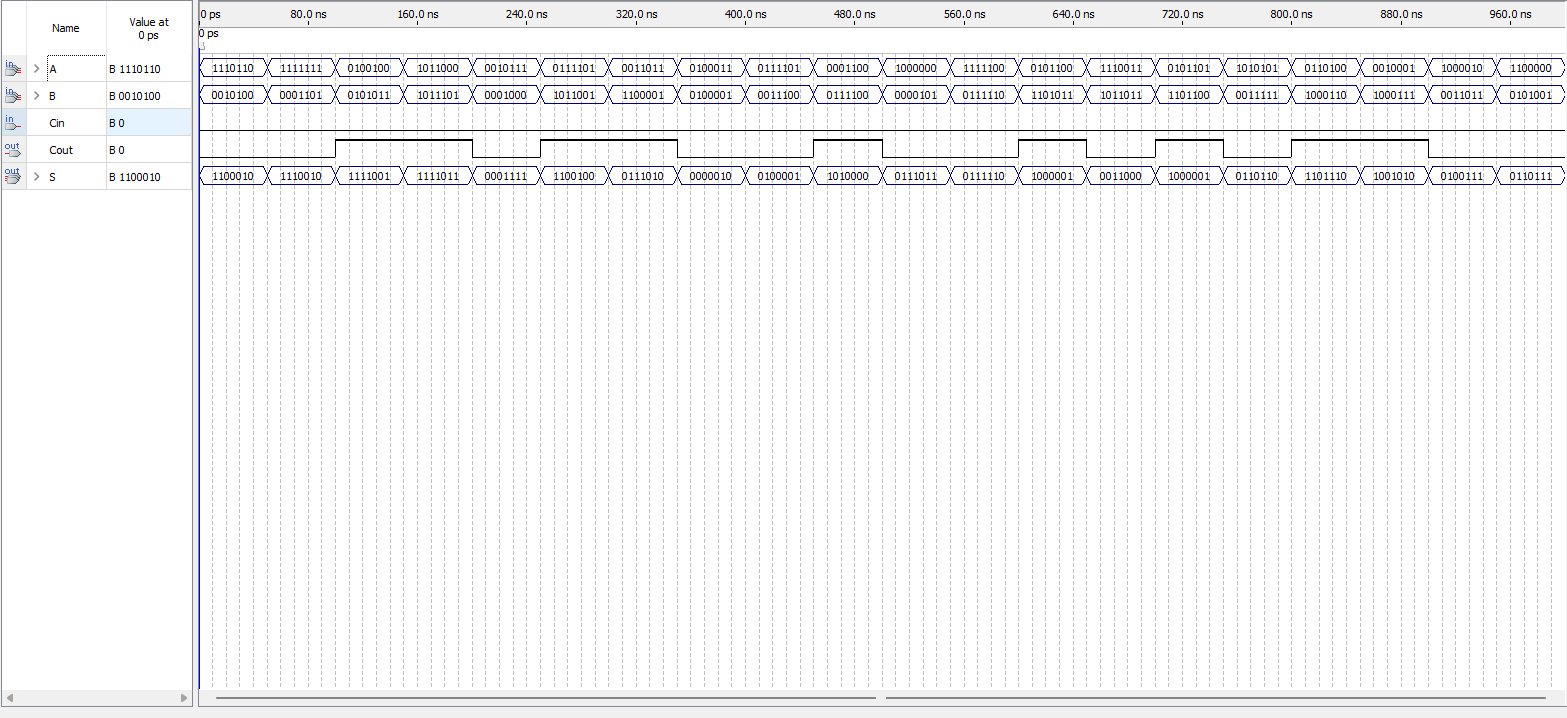 Name Value at 0 ps
0 ps 80.0 ns 160.0 ns 240.0 ns 320.0 ns 400.0 ns 480.0 ns 560.0 ns 640.0 ns 720.0 ns 800.0 ns 880.0 ns 960.0 ns
0 ps
in A B 1110110 1110110 1111111 0100100 1011000 0010111 0111101 0011011 0100011 0111101 0001100 1000000 1111100 0101100 1110011 0101101 1010101 0110100 0010001 1000010 1100000
in B B 0010100 0010100 0001101 0101011 1011101 0001000 1011001 1100001 0100001 0011100 0111100 0000101 0111110 1101011 1011011 1101100 0011111 1000110 1000111 0011011 0101001
in Cin B 0
out Cout B 0
out S B 1100010 1100010 1110010 1111001 1111011 0001111 1100100 0111010 0000010 0100001 1010000 0111011 0111110 1000001 0011000 1000001 0110110 1101110 1001010 0100111 0110111